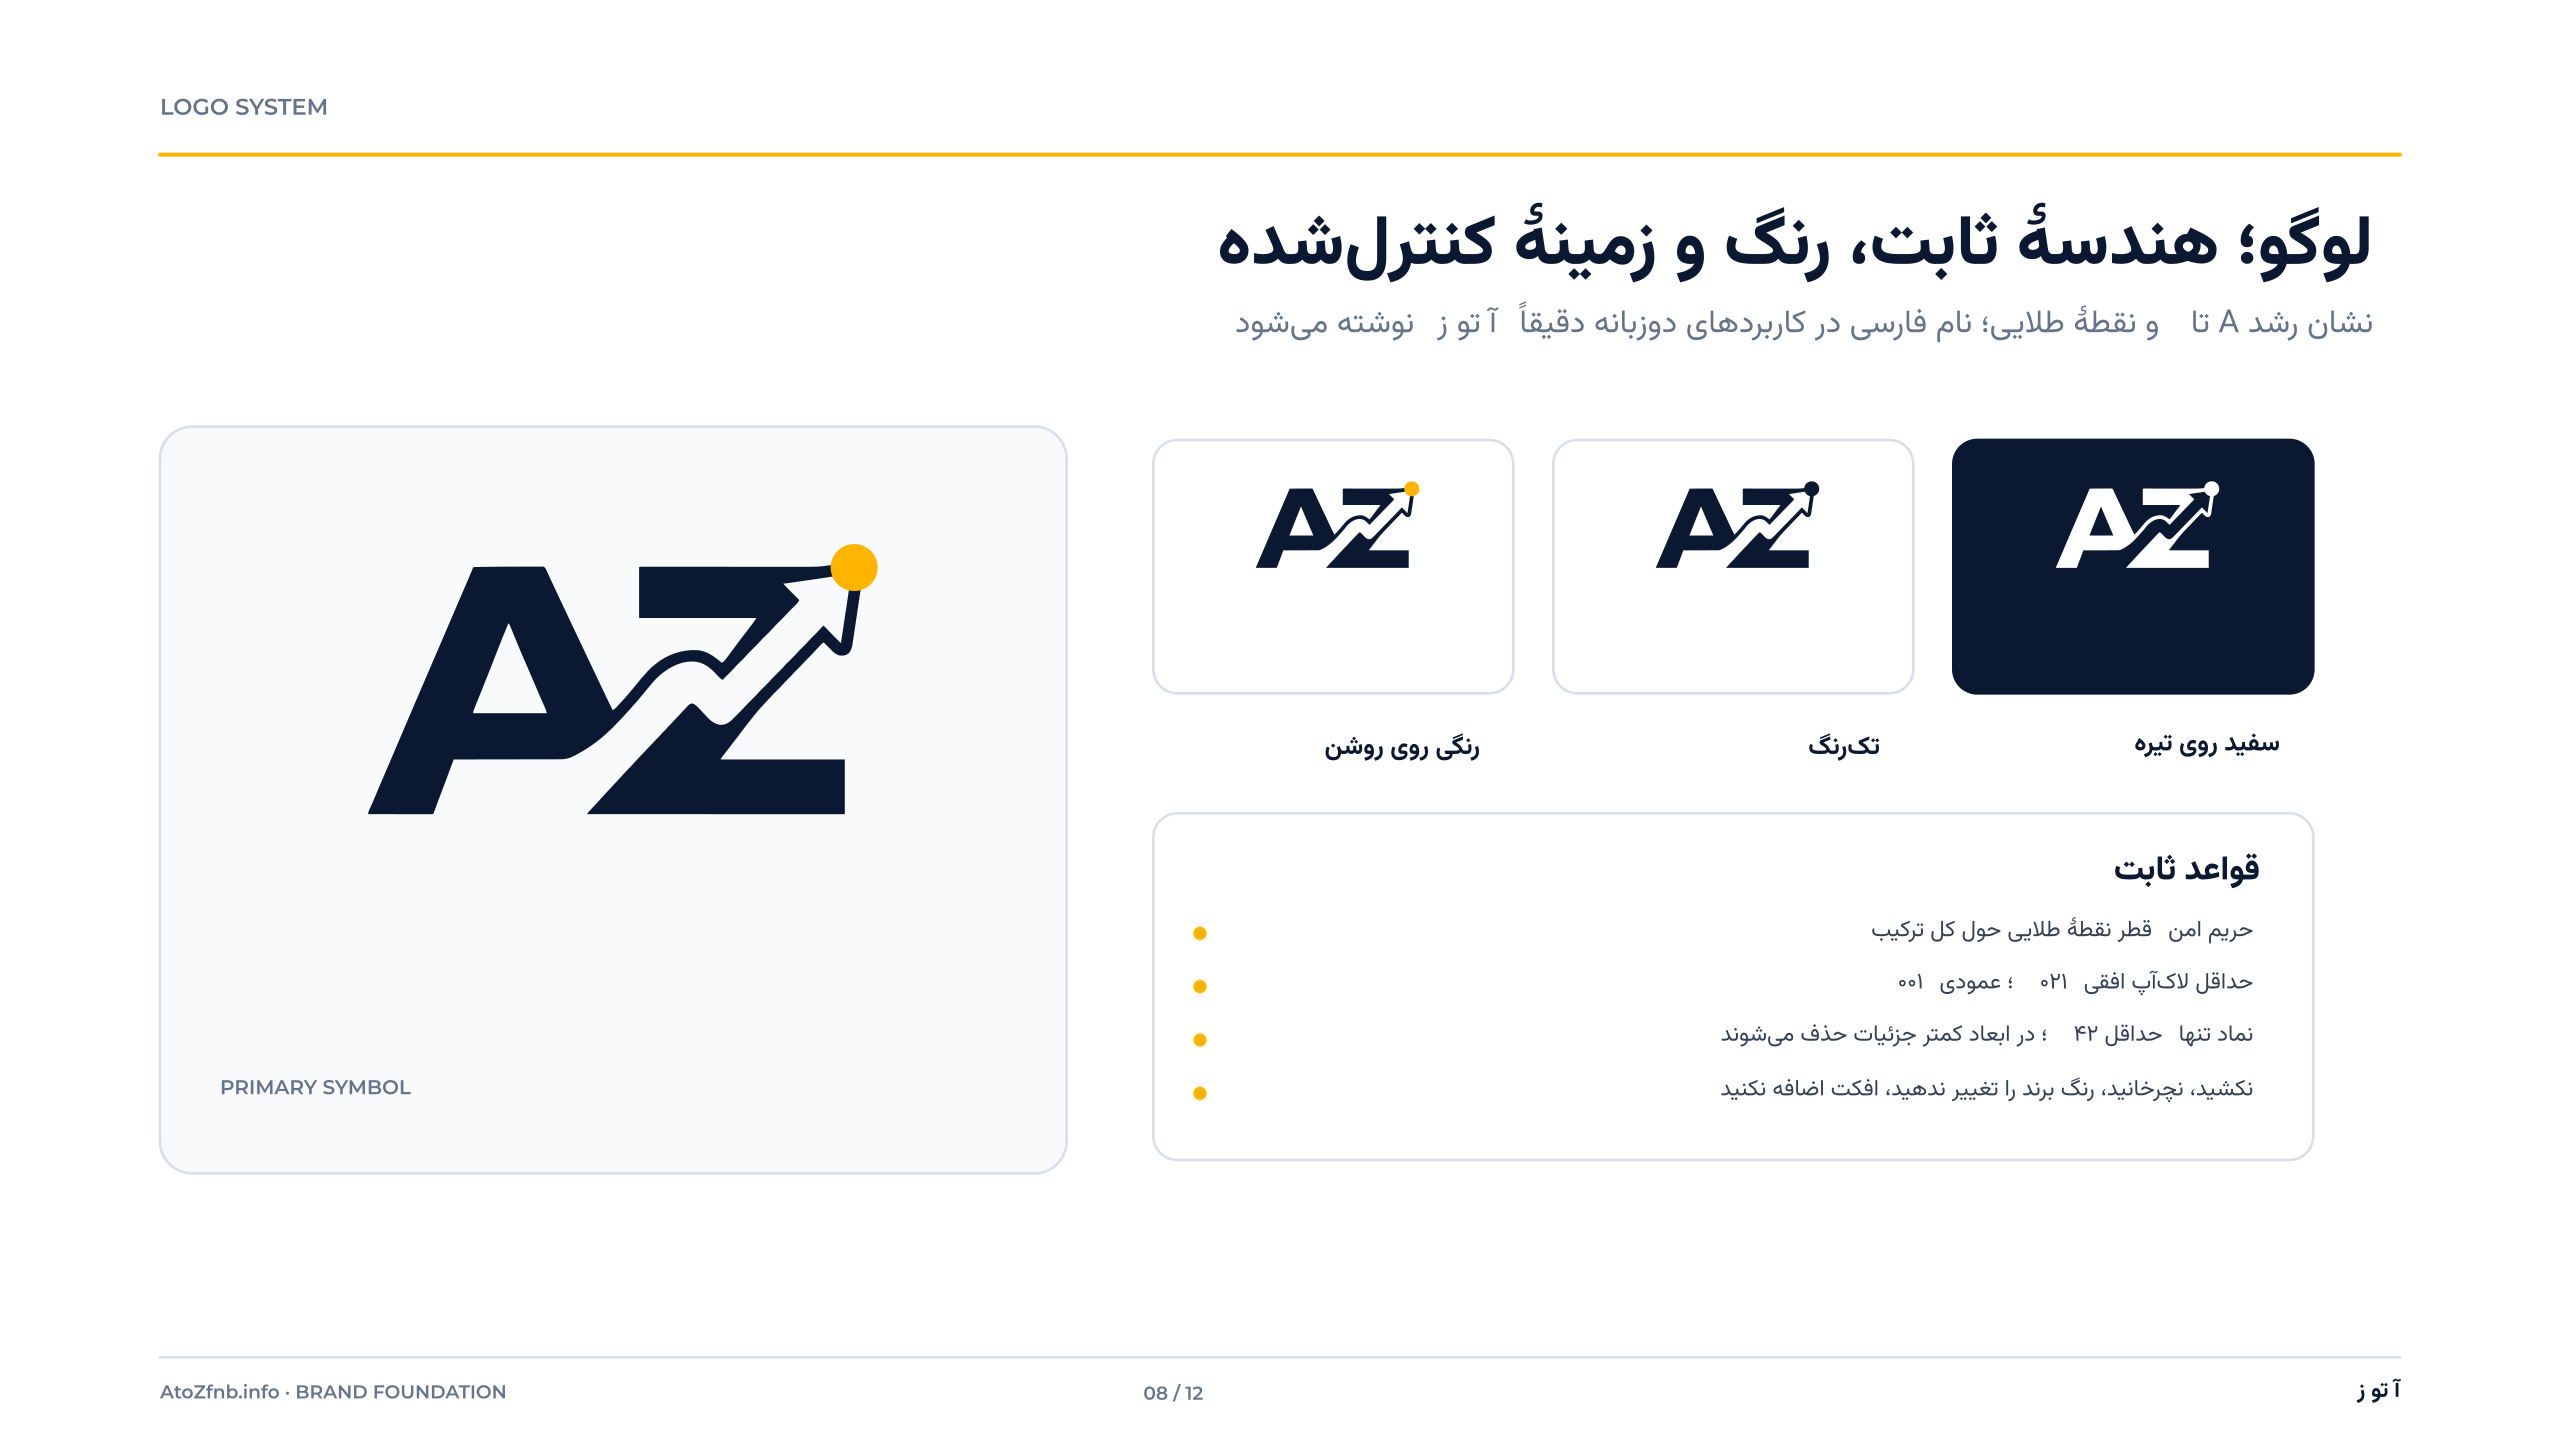 LOGO SYSTEM
لوگو؛ هندسهٔ ثابت، رنگ و زمینهٔ کنترل‌شده
نشان رشد A تا و نقطهٔ طلایی؛ نام فارسی در کاربردهای دوزبانه دقیقاً آ تو ز نوشته می‌شود
AZ
PRIMARY SYMBOL
AZ
AZ
AZ
سفید روی تیره
تک‌رنگ
رنگی روی روشن
قواعد ثابت
حریم امن قطر نقطهٔ طلایی حول کل ترکیب
حداقل لاک‌آپ افقی ۰۲۱ ؛ عمودی ۰۰۱
نماد تنها حداقل ۴۲ ؛ در ابعاد کمتر جزئیات حذف می‌شوند
نکشید، نچرخانید، رنگ برند را تغییر ندهید، افکت اضافه نکنید
AtoZfnb.info · BRAND FOUNDATION
08 / 12
آ تو ز